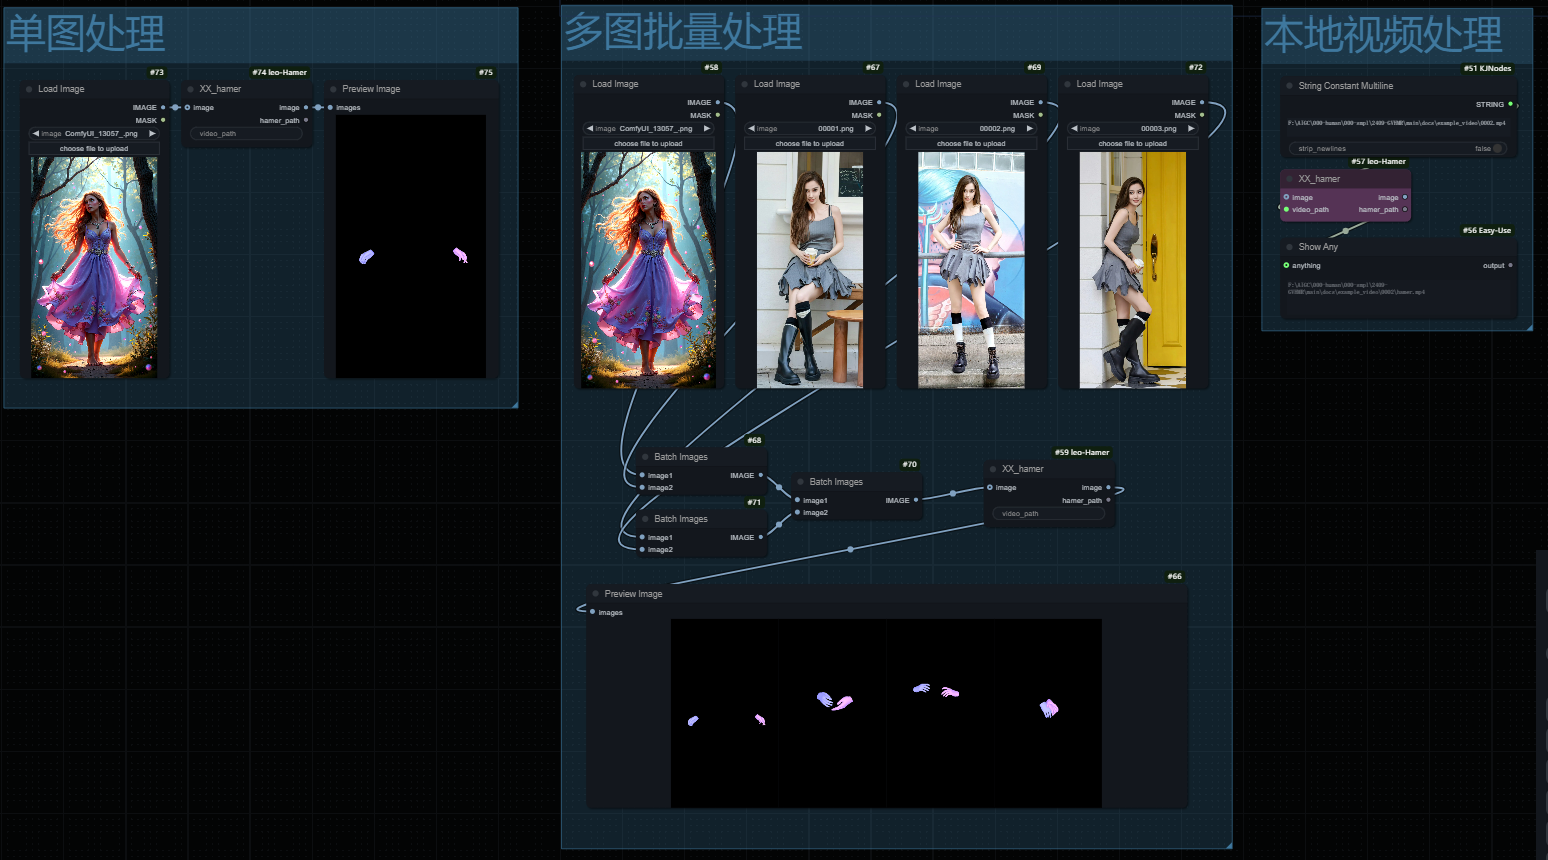 单图处理
#73
Load Image
IMAGE
MASK
image ComfyUI_13057_.png
choose file to upload
#74 leo-Hamer
XX_hamer
image image
hamer_path
video_path
#75
Preview Image
images
多图批量处理
#58
Load Image
IMAGE
MASK
image ComfyUI_13057_.png
choose file to upload
#67
Load Image
IMAGE
MASK
image 00001.png
choose file to upload
#69
Load Image
IMAGE
MASK
image 00002.png
choose file to upload
#72
Load Image
IMAGE
MASK
image 00003.png
choose file to upload
#68
Batch Images
image1 IMAGE
image2
#71
Batch Images
image1 IMAGE
image2
#70
Batch Images
image1 IMAGE
image2
#59 leo-Hamer
XX_hamer
image image
hamer_path
video_path
#66
Preview Image
images
本地视频处理
#51 KJNodes
String Constant Multiline
STRING
strip_newlines false
#57 leo-Hamer
XX_hamer
image image
video_path hamer_path
#56 Easy-Use
Show Any
anything output